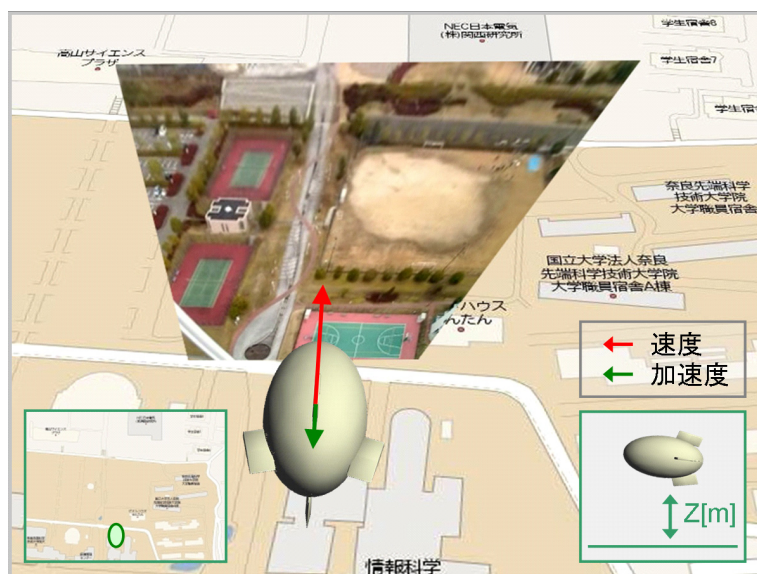 NEC日本電気
(株)関西研究所
学生宿舎6
高山サイエンス
プラザ
学生宿舎7
学生宿
奈良先端科学
技術大学院
大学職員宿舎
国立大学法人奈良
先端科学技術大学院
大学職員宿舎A棟
ハウス
んたん
速度
加速度
Z[m]
情報科学